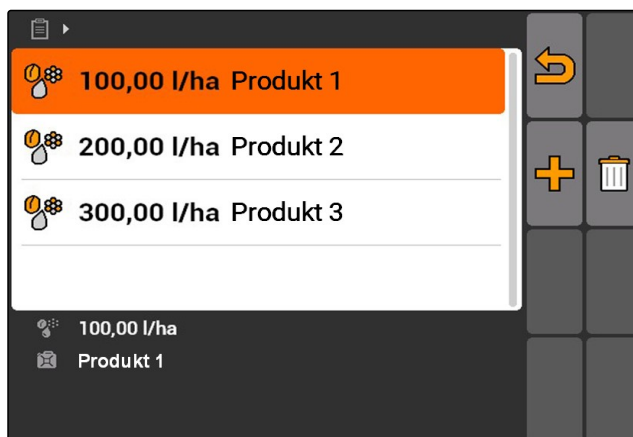 100,00 l/ha Produkt 1
200,00 l/ha Produkt 2
300,00 l/ha Produkt 3
100,00 l/ha
Produkt 1